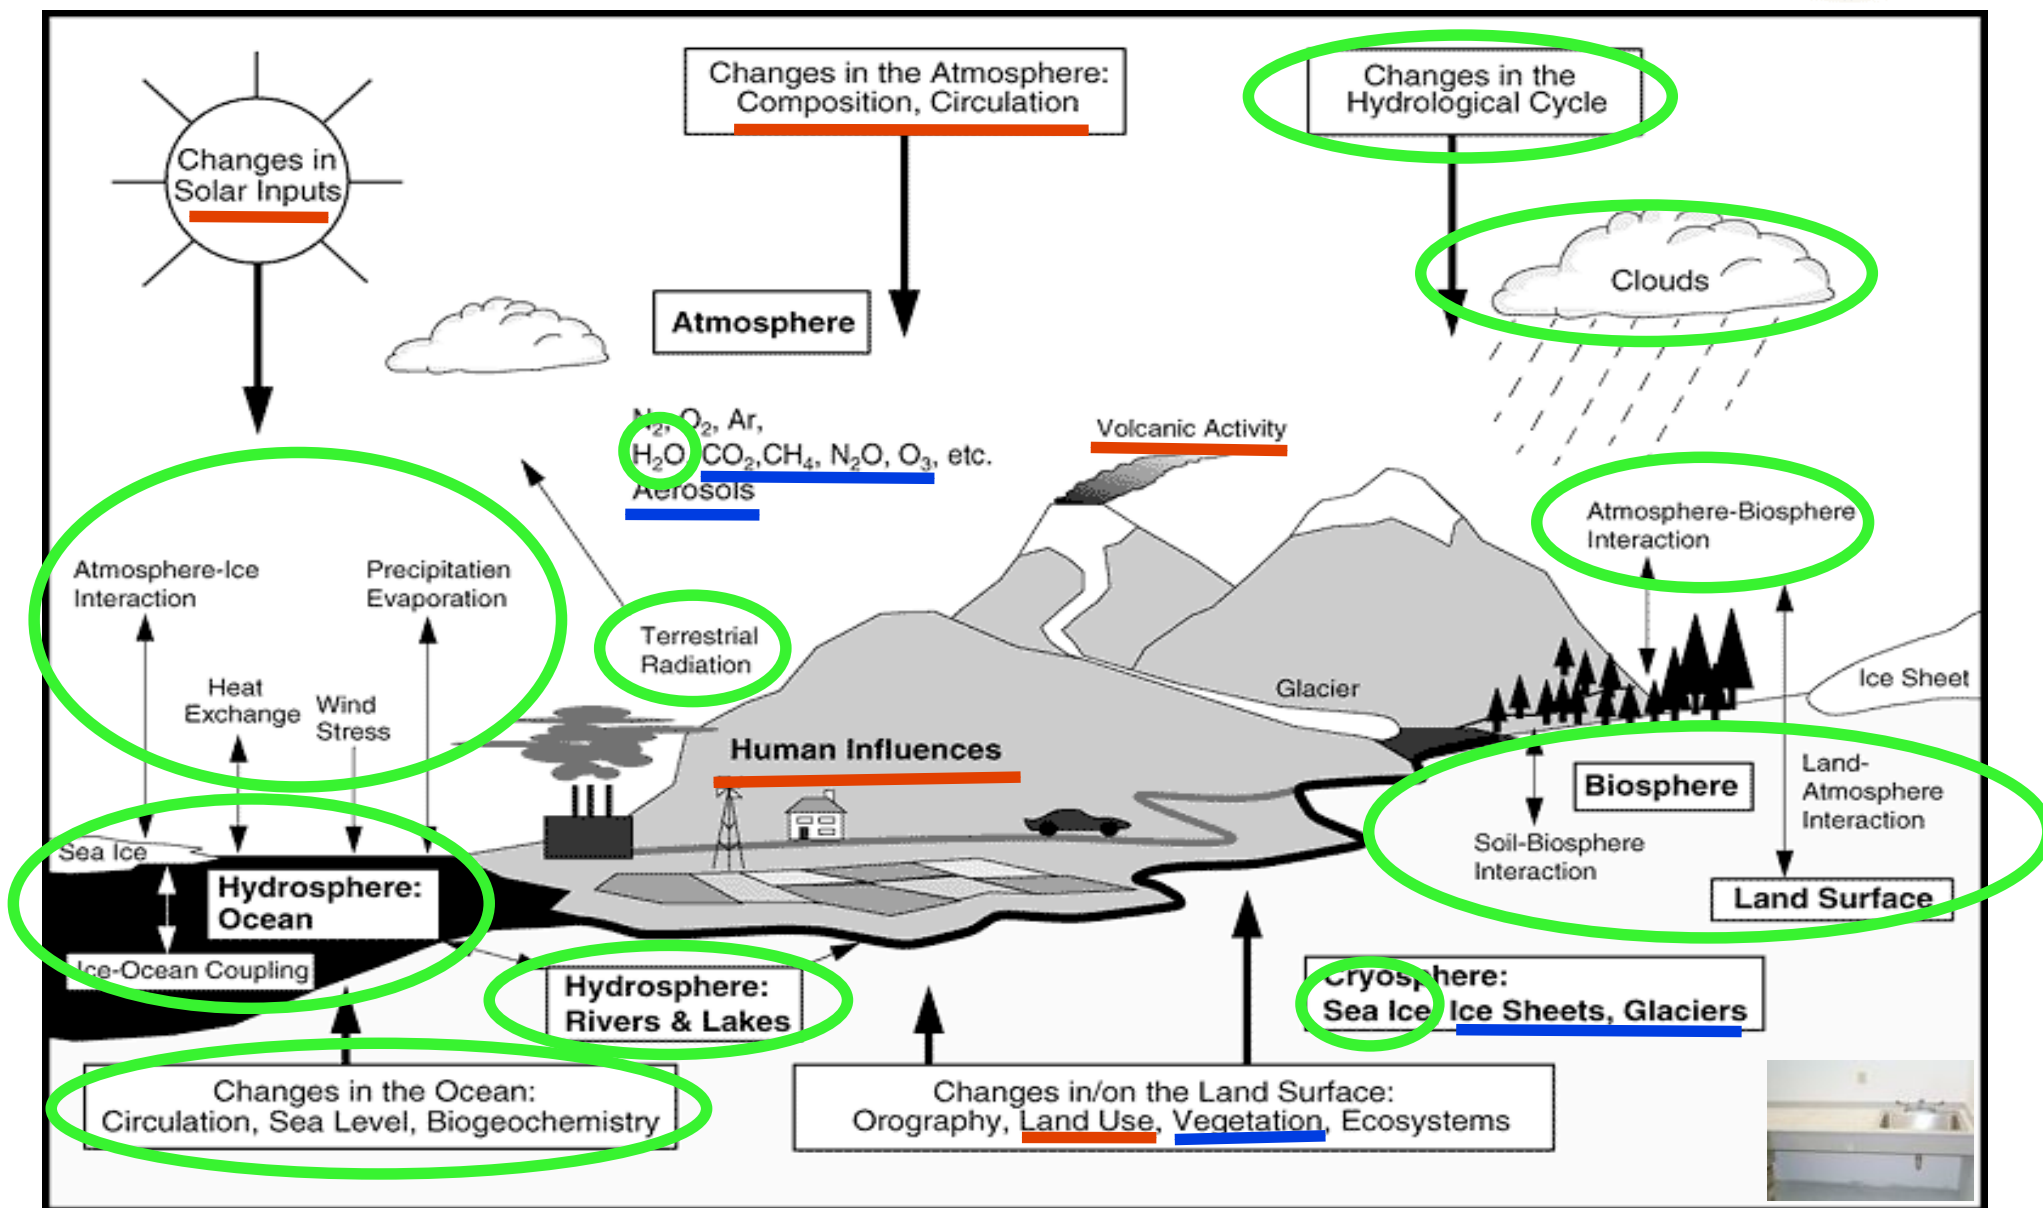 Changes in the Atmosphere:
Composition, Circulation
Changes in the
Hydrological Cycle
Changes in
Solar Inputs
Clouds
Atmosphere
N₂, O₂, Ar,
H₂O, CO₂,CH₄, N₂O, O₃, etc.
Aerosols
Volcanic Activity
Atmosphere-Biosphere
Interaction
Atmosphere-Ice
Interaction
Precipitation
Evaporation
Terrestrial
Radiation
Heat
Exchange
Wind
Stress
Glacier
Ice Sheet
Human Influences
Biosphere
Land-
Atmosphere
Interaction
Soil-Biosphere
Interaction
Sea Ice
Hydrosphere:
Ocean
Land Surface
Ice-Ocean Coupling
Hydrosphere:
Rivers & Lakes
Cryosphere:
Sea Ice, Ice Sheets, Glaciers
Changes in the Ocean:
Circulation, Sea Level, Biogeochemistry
Changes in/on the Land Surface:
Orography, Land Use, Vegetation, Ecosystems